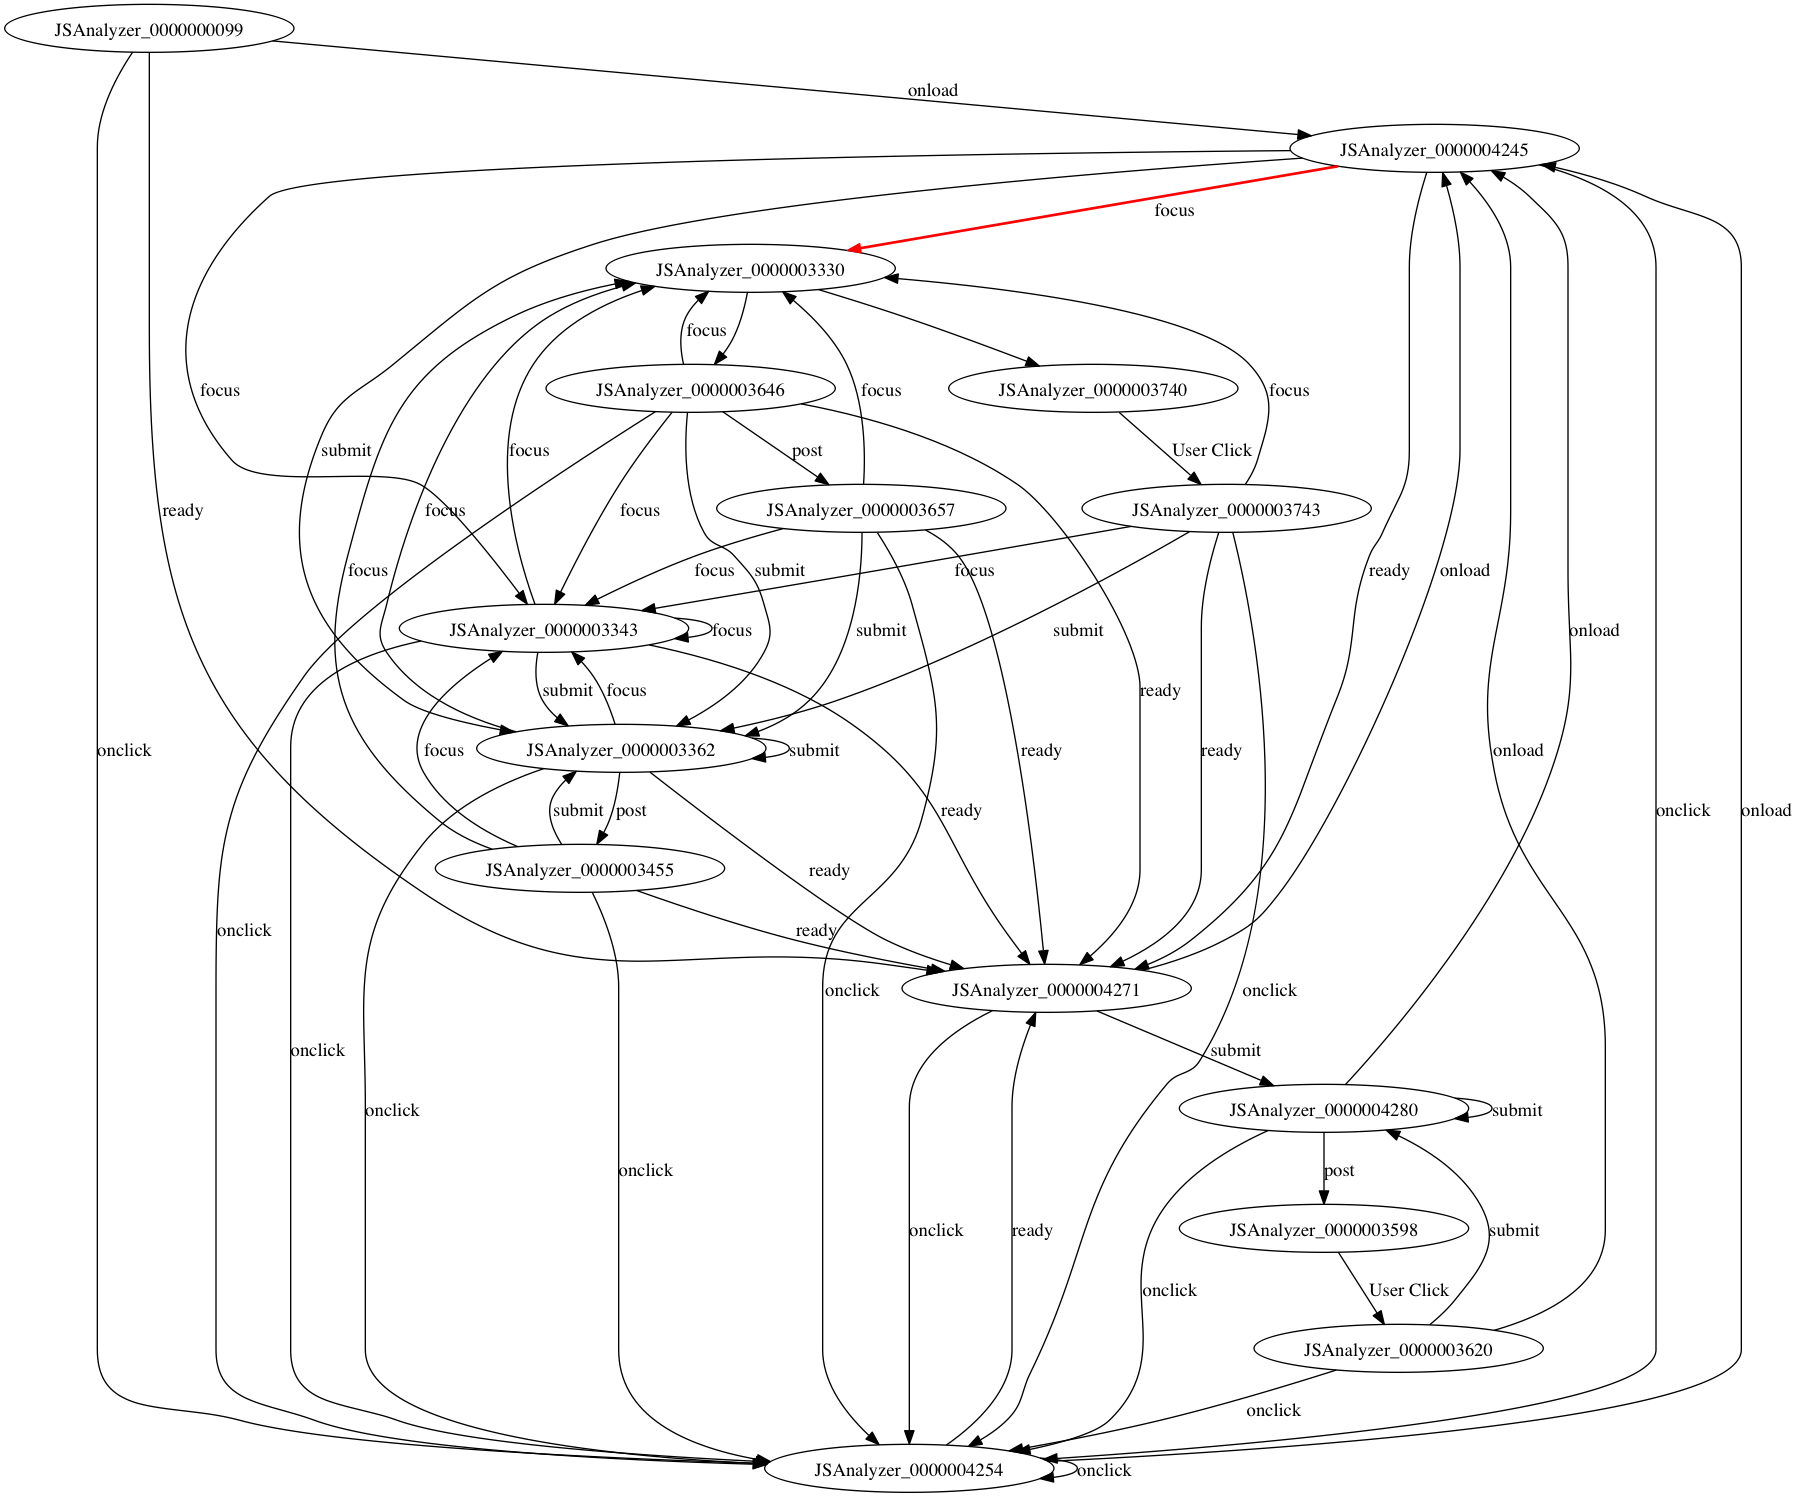 JSAnalyzer_0000000099
onload
JSAnalyzer_0000004245
focus
JSAnalyzer_0000003330
focus
focus
JSAnalyzer_0000003646
JSAnalyzer_0000003740
focus
focus
submit
focus
post
User Click
ready
focus
focus
JSAnalyzer_0000003657
JSAnalyzer_0000003743
focus
focus
submit
focus
ready
onload
JSAnalyzer_0000003343
focus
submit
submit
onload
submit
focus
ready
onclick
focus
JSAnalyzer_0000003362
submit
ready
ready
onload
submit
post
ready
onclick
onload
JSAnalyzer_0000003455
ready
onclick
ready
onclick
JSAnalyzer_0000004271
onclick
onclick
submit
onclick
JSAnalyzer_0000004280
submit
onclick
post
onclick
ready
JSAnalyzer_0000003598
submit
onclick
User Click
JSAnalyzer_0000003620
onclick
JSAnalyzer_0000004254
onclick